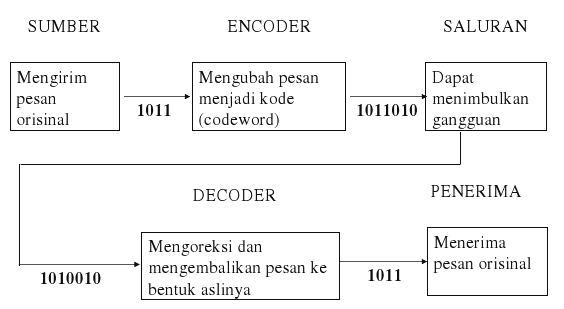 SUMBER
ENCODER
SALURAN
Mengirim
pesan
orisinal
1011
Mengubah pesan
menjadi kode
(codeword)
1011010
Dapat
menimbulkan
gangguan
DECODER
PENERIMA
1010010
Mengoreksi dan
mengembalikan pesan ke
bentuk aslinya
1011
Menerima
pesan orisinal